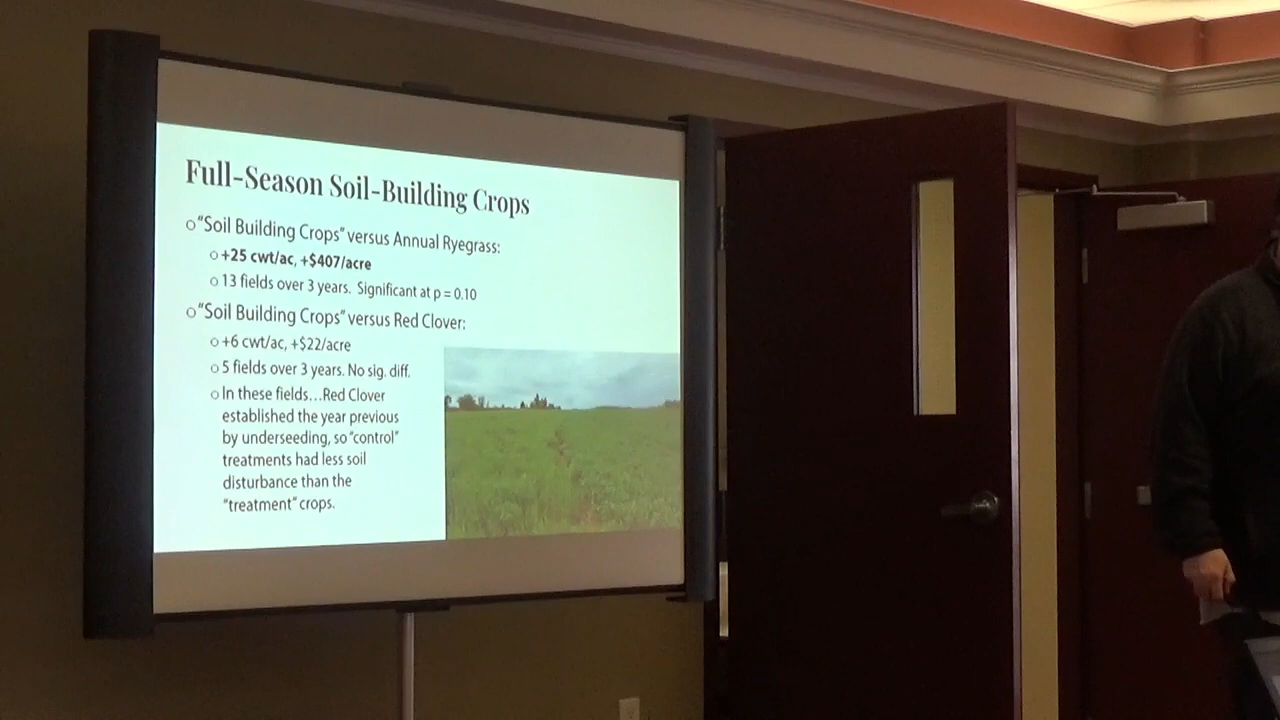 Full-Season Soil-Building Crops
o "Soil Building Crops" versus Annual Ryegrass:
o +25 cwt/ac, +$407/acre
o 13 fields over 3 years. Significant at p = 0.10
o "Soil Building Crops" versus Red Clover:
o +6 cwt/ac, +$22/acre
o 5 fields over 3 years. No sig. diff.
o In these fields…Red Clover
established the year previous
by underseeding, so "control"
treatments had less soil
disturbance than the
"treatment" crops.